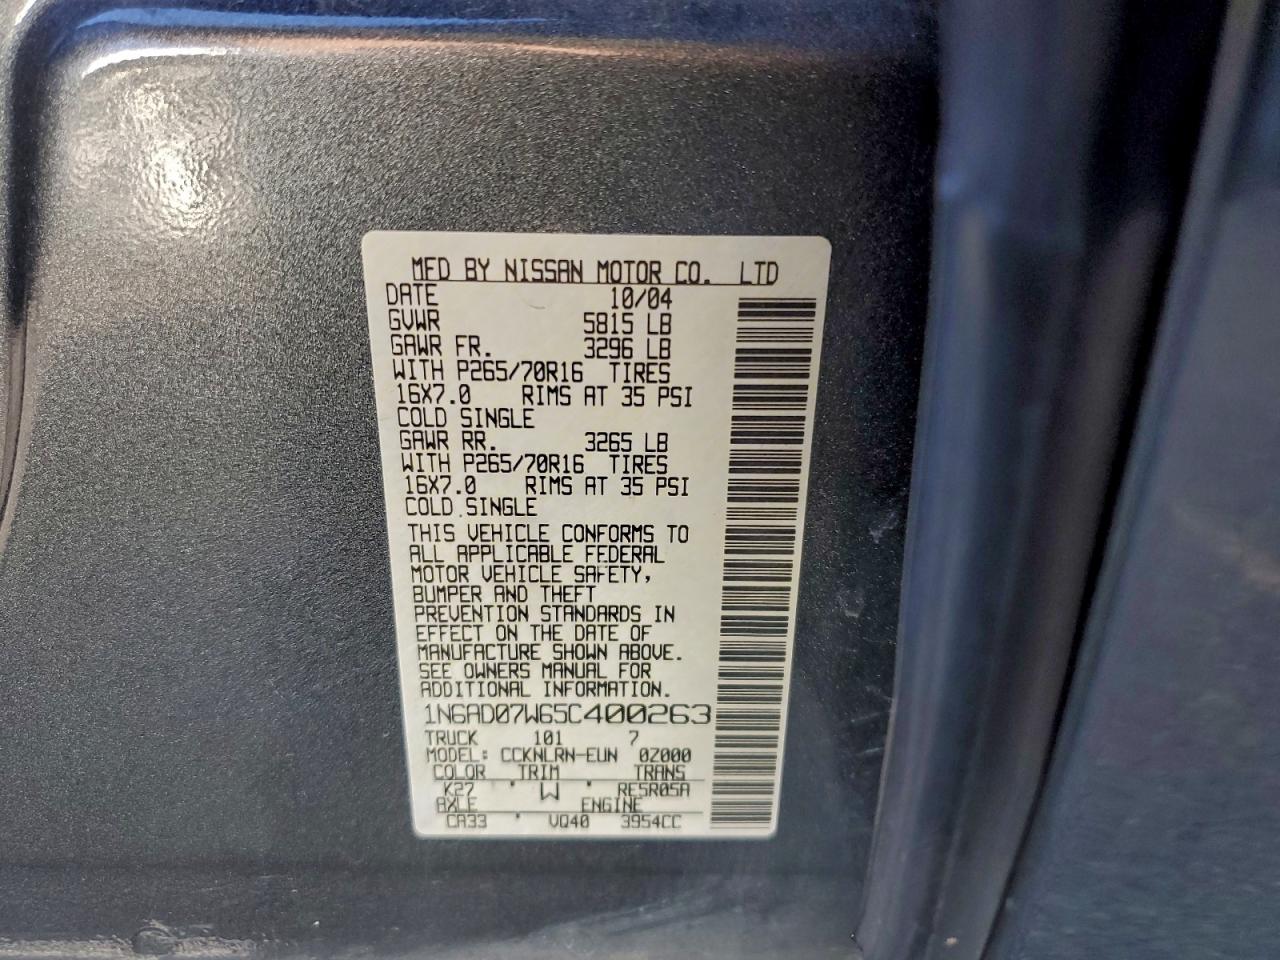 MFD BY NISSAN MOTOR CO. LTD
DATE 10/04
GVWR 5815 LB
GAWR FR. 3296 LB
WITH P265/70R16 TIRES
16X7.0 RIMS AT 35 PSI
COLD SINGLE
GAWR RR. 3265 LB
WITH P265/70R16 TIRES
16X7.0 RIMS AT 35 PSI
COLD SINGLE
THIS VEHICLE CONFORMS TO
ALL APPLICABLE FEDERAL
MOTOR VEHICLE SAFETY,
BUMPER AND THEFT
PREVENTION STANDARDS IN
EFFECT ON THE DATE OF
MANUFACTURE SHOWN ABOVE.
SEE OWNERS MANUAL FOR
ADDITIONAL INFORMATION.
1N6AD07W65C400263
TRUCK 101 7
MODEL: CCKNLRN-EUN 0Z000
COLOR TRIM TRANS
K27 W RE5R05A
AXLE ENGINE
CA33 VQ40 3954CC